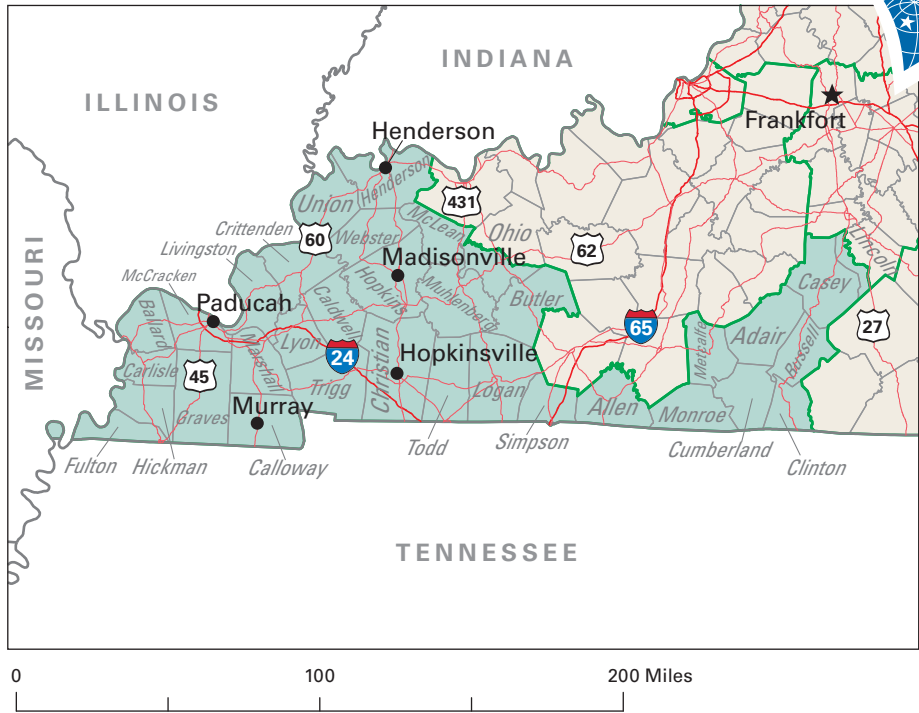 INDIANA
ILLINOIS
Frankfort
Henderson
Henderson
Union
431
Crittenden
McLean
Ohio
60
Webster
62
Livingston
Lincoln
MISSOURI
Madisonville
McCracken
Hopkins
Casey
Paducah
Muhlenberg
Butler
Caldwell
Ballard
65
27
Lyon
Adair
Metcalfe
Russell
Marshall
24
Hopkinsville
Carlisle
45
Christian
Trigg
Logan
Allen
Graves
Murray
Monroe
Todd
Simpson
Cumberland
Fulton
Hickman
Calloway
Clinton
TENNESSEE
0
100
200 Miles